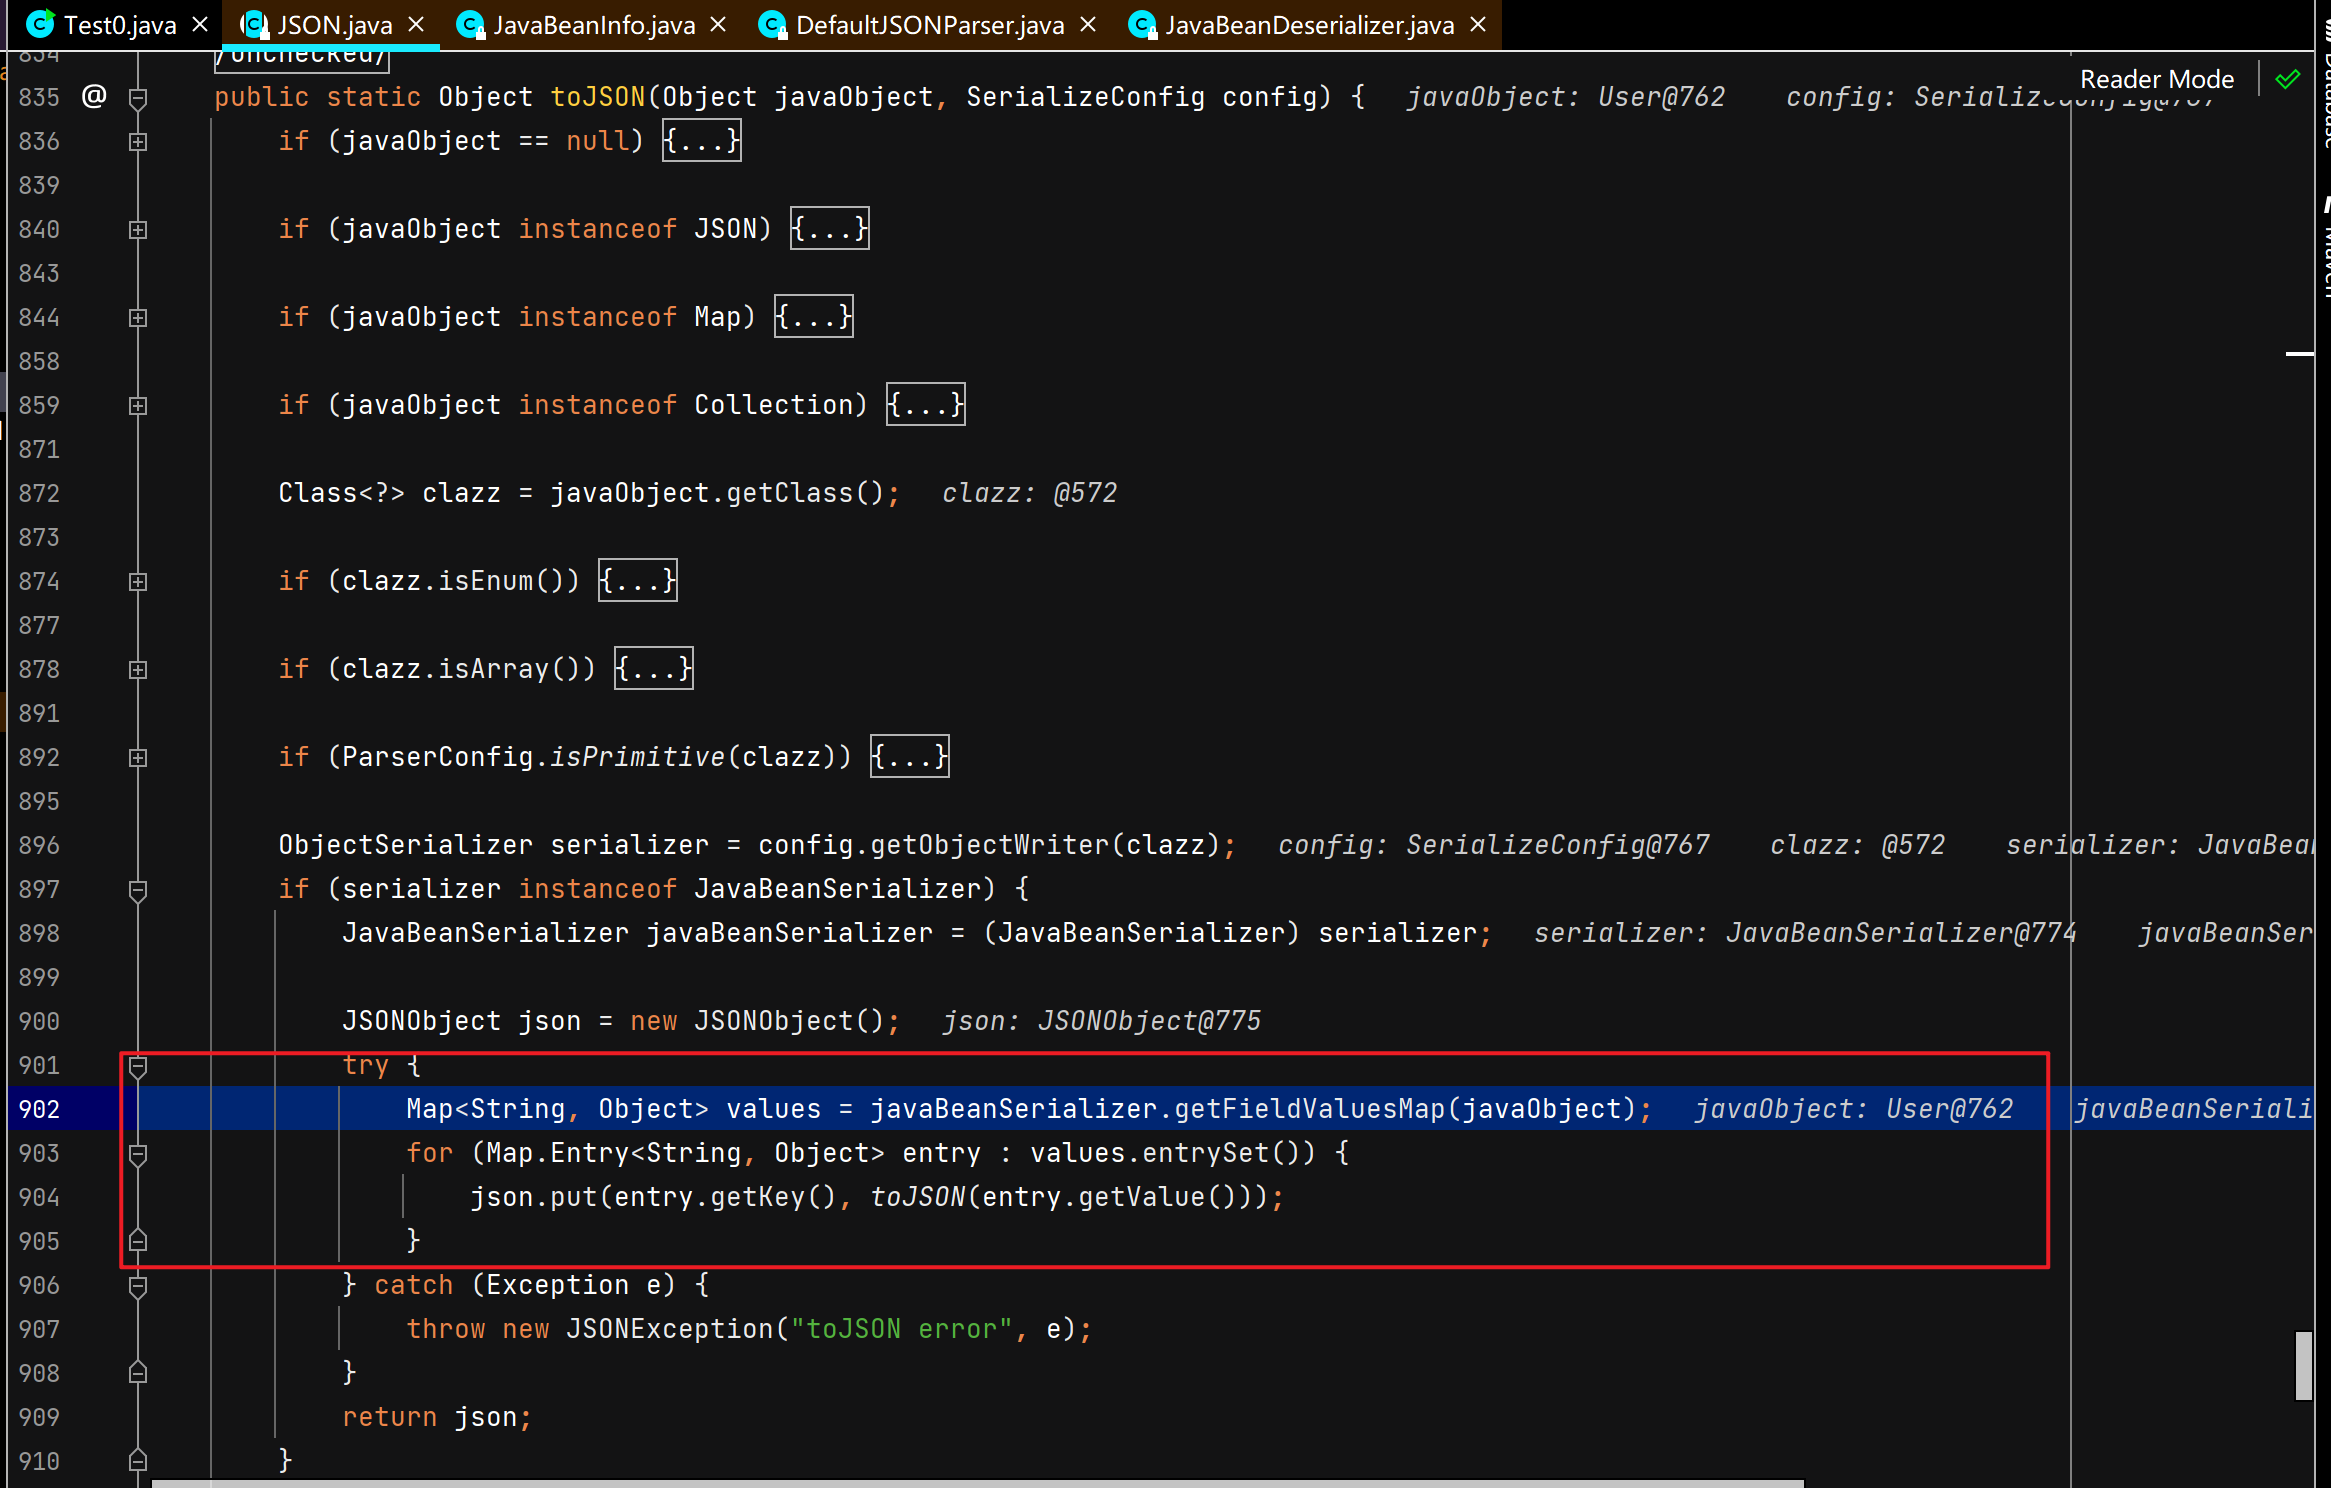 Test0.java JSON.java JavaBeanInfo.java DefaultJSONParser.java JavaBeanDeserializer.java
834 /unchecked/
Reader Mode
835 @ public static Object toJSON(Object javaObject, SerializeConfig config) { javaObject: User@762 config: SerializeConfig@767
836 if (javaObject == null) {...}
839
840 if (javaObject instanceof JSON) {...}
843
844 if (javaObject instanceof Map) {...}
858
859 if (javaObject instanceof Collection) {...}
871
872 Class<?> clazz = javaObject.getClass(); clazz: @572
873
874 if (clazz.isEnum()) {...}
877
878 if (clazz.isArray()) {...}
891
892 if (ParserConfig.isPrimitive(clazz)) {...}
895
896 ObjectSerializer serializer = config.getObjectWriter(clazz); config: SerializeConfig@767 clazz: @572 serializer: JavaBea
897 if (serializer instanceof JavaBeanSerializer) {
898 JavaBeanSerializer javaBeanSerializer = (JavaBeanSerializer) serializer; serializer: JavaBeanSerializer@774 javaBeanSer
899
900 JSONObject json = new JSONObject(); json: JSONObject@775
901 try {
902 Map<String, Object> values = javaBeanSerializer.getFieldValuesMap(javaObject); javaObject: User@762 javaBeanSeriali
903 for (Map.Entry<String, Object> entry : values.entrySet()) {
904 json.put(entry.getKey(), toJSON(entry.getValue()));
905 }
906 } catch (Exception e) {
907 throw new JSONException("toJSON error", e);
908 }
909 return json;
910 }
Database
Maven